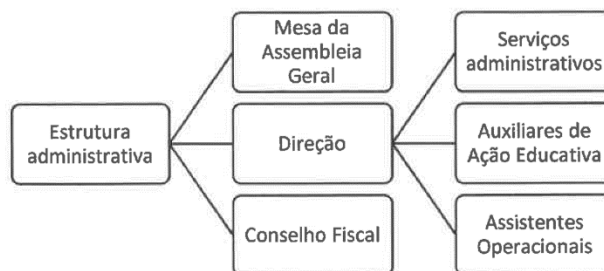 Mesa da
Assembleia
Geral
Serviços
administrativos
Estrutura
administrativa
Direção
Auxiliares de
Ação Educativa
Conselho Fiscal
Assistentes
Operacionais